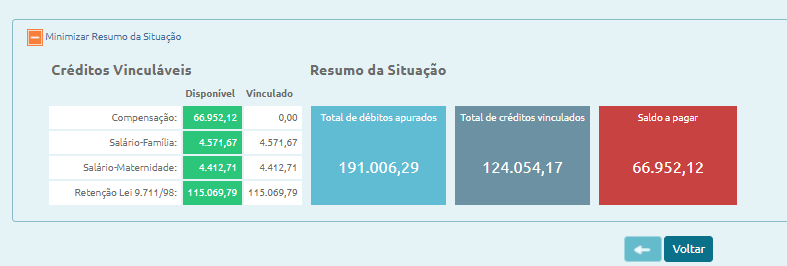 Minimizar Resumo da Situação
Créditos Vinculáveis
Disponível Vinculado
Compensação: 66.952,12 0,00
Salário-Família: 4.571,67 4.571,67
Salário-Maternidade: 4.412,71 4.412,71
Retenção Lei 9.711/98: 115.069,79 115.069,79
Resumo da Situação
Total de débitos apurados
191.006,29
Total de créditos vinculados
124.054,17
Saldo a pagar
66.952,12
Voltar